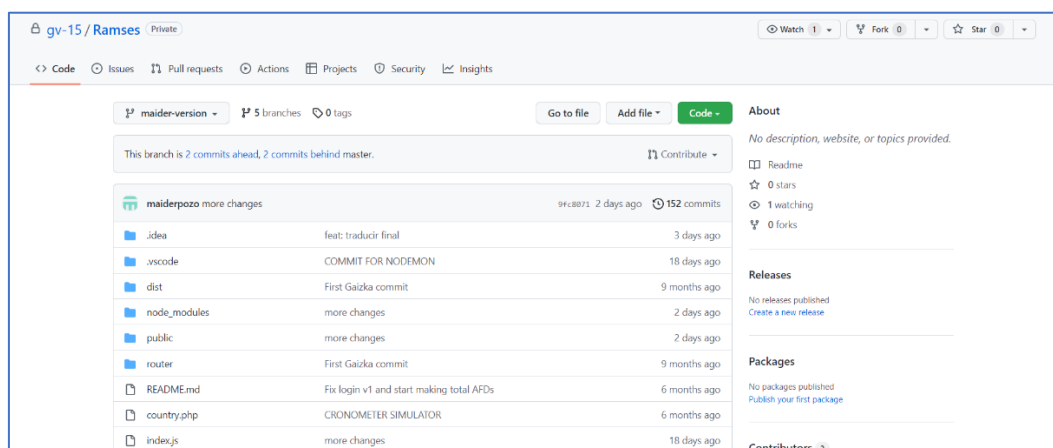 gv-15 / Ramses Private
Watch 1 Fork 0 Star 0
Code Issues Pull requests Actions Projects Security Insights
maider-version 5 branches 0 tags Go to file Add file Code
This branch is 2 commits ahead, 2 commits behind master. Contribute
maiderpozo more changes 9fc8071 2 days ago 152 commits
.idea feat: traducir final 3 days ago
.vscode COMMIT FOR NODEMON 18 days ago
dist First Gaizka commit 9 months ago
node_modules more changes 2 days ago
public more changes 2 days ago
router First Gaizka commit 9 months ago
README.md Fix login v1 and start making total AFDs 6 months ago
country.php CRONOMETER SIMULATOR 6 months ago
index.js more changes 18 days ago
About
No description, website, or topics provided.
Readme
0 stars
1 watching
0 forks
Releases
No releases published
Create a new release
Packages
No packages published
Publish your first package
Contributors